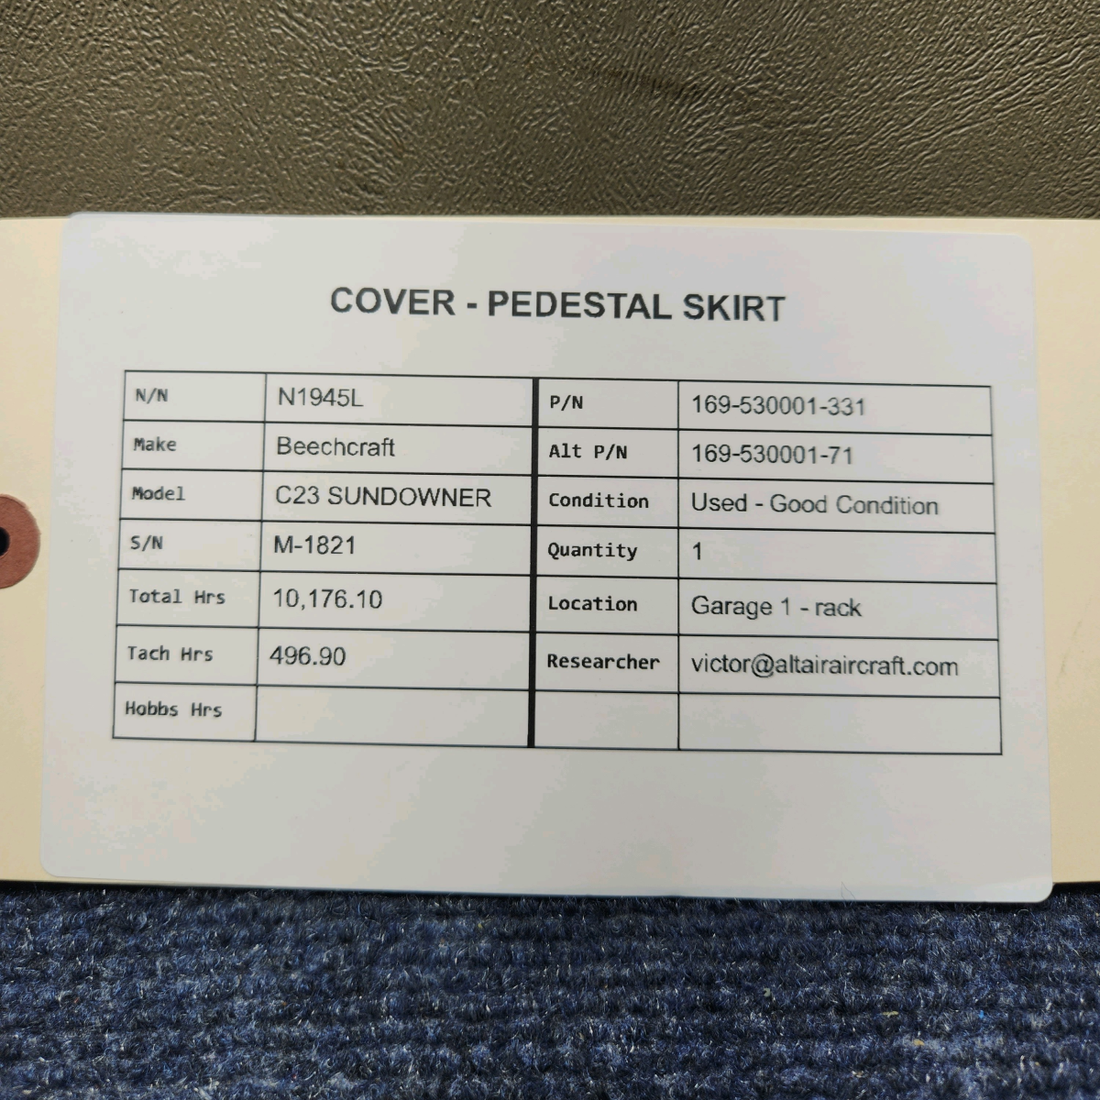 COVER - PEDESTAL SKIRT
N/N N1945L P/N 169-530001-331
Make Beechcraft Alt P/N 169-530001-71
Model C23 SUNDOWNER Condition Used - Good Condition
S/N M-1821 Quantity 1
Total Hrs 10,176.10 Location Garage 1 - rack
Tach Hrs 496.90 Researcher victor@altairaircraft.com
Hobbs Hrs